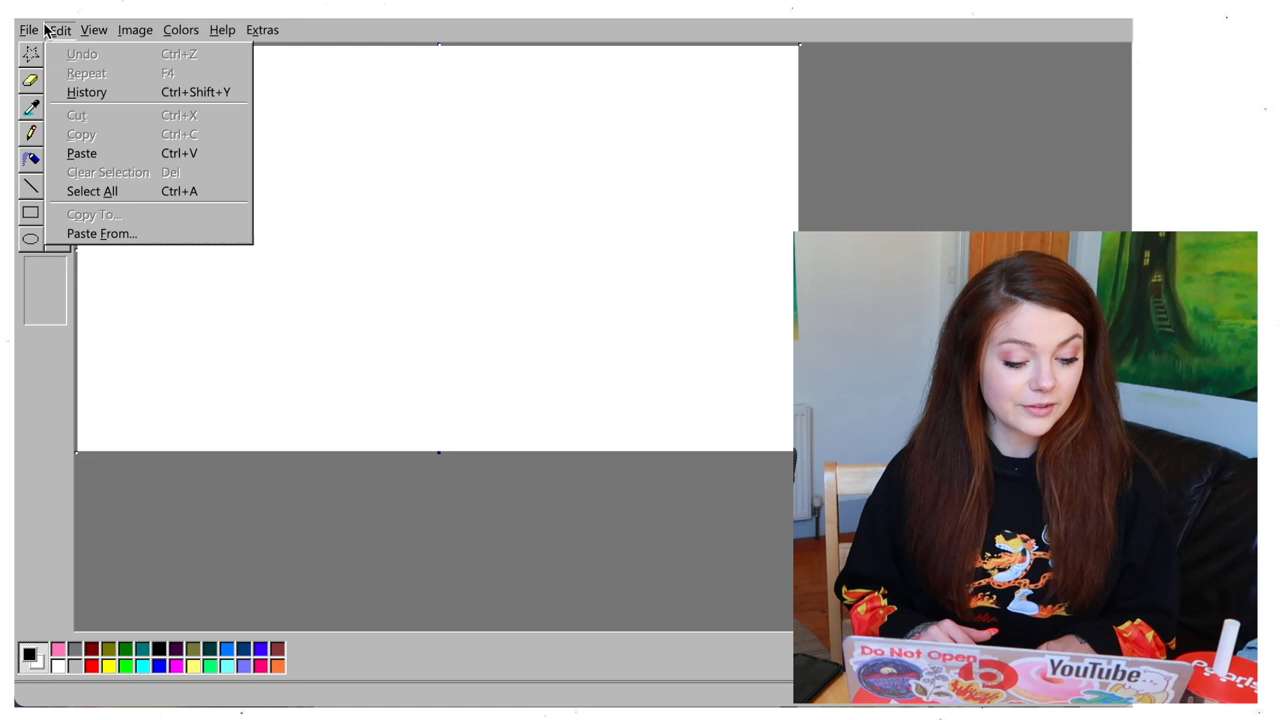 File Edit View Image Colors Help Extras
Undo Ctrl+Z
Repeat F4
History Ctrl+Shift+Y
Cut Ctrl+X
Copy Ctrl+C
Paste Ctrl+V
Clear Selection Del
Select All Ctrl+A
Copy To...
Paste From...
Do Not Open
YouTube